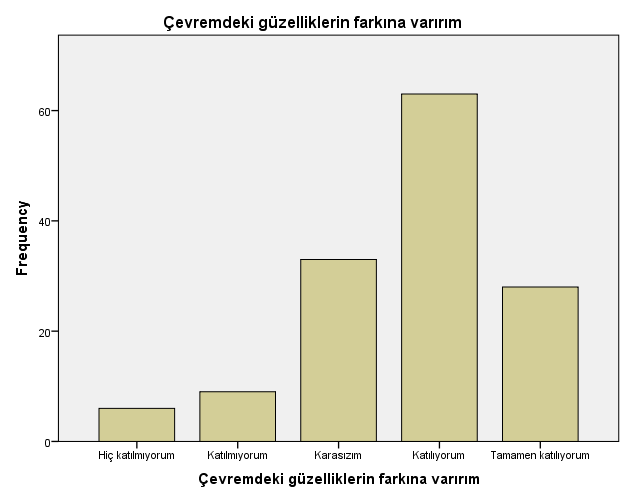 Çevremdeki güzelliklerin farkına varırım
Frequency
60
40
20
0
Hiç katılmıyorum
Katılmıyorum
Karasızım
Katılıyorum
Tamamen katılıyorum
Çevremdeki güzelliklerin farkına varırım